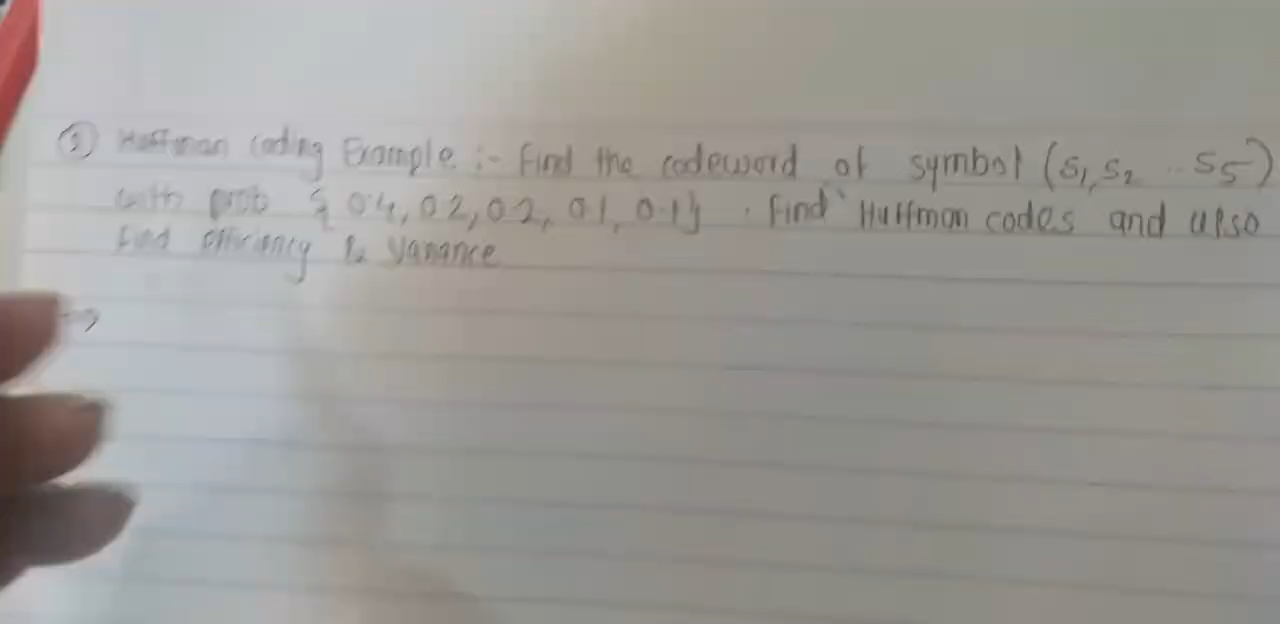 ① Huffman coding Example :- Find the codeword of symbol (S1, S2 .. S5)
with prob { 0.4, 0.2, 0.2, 0.1, 0.1} . Find Huffman codes and also
find efficiency & Variance
→